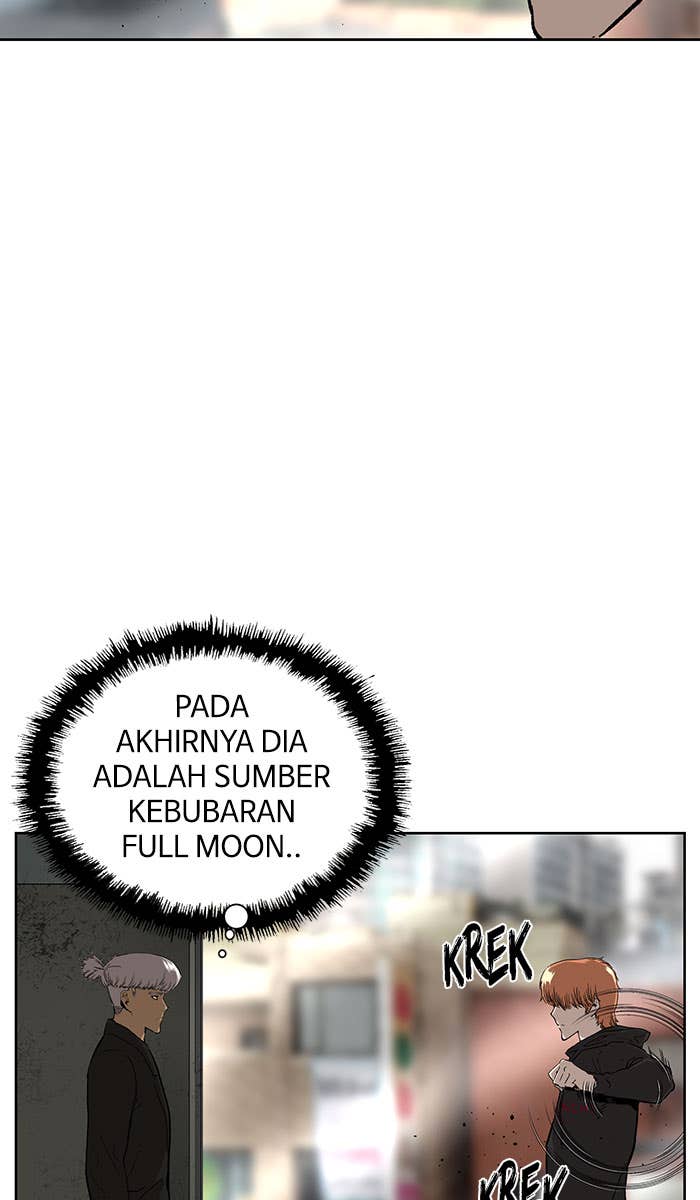 PADA
AKHIRNYA DIA
ADALAH SUMBER
KEBUBARAN
FULL MOON..
KREK
KREK